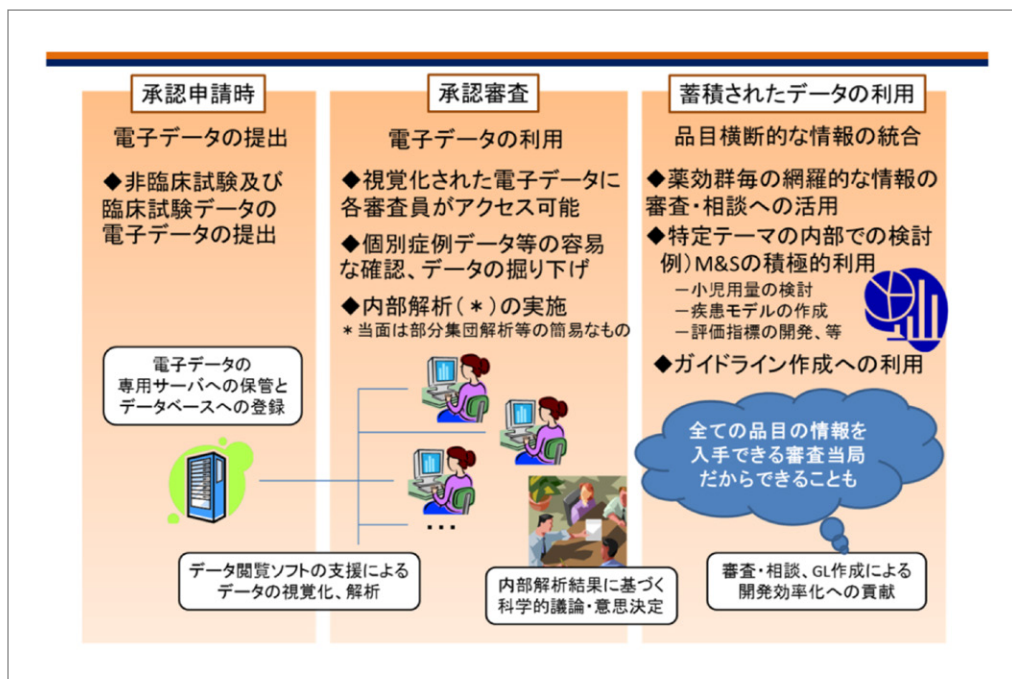 承認申請時
電子データの提出
◆非臨床試験及び
臨床試験データの
電子データの提出
電子データの
専用サーバへの保管と
データベースへの登録
データ閲覧ソフトの支援による
データの視覚化、解析
承認審査
電子データの利用
◆視覚化された電子データに
各審査員がアクセス可能
◆個別症例データ等の容易
な確認、データの掘り下げ
◆内部解析(*)の実施
*当面は部分集団解析等の簡易なもの
...
内部解析結果に基づく
科学的議論・意思決定
蓄積されたデータの利用
品目横断的な情報の統合
◆薬効群毎の網羅的な情報の
審査・相談への活用
◆特定テーマの内部での検討
例)M&Sの積極的利用
－小児用量の検討
－疾患モデルの作成
－評価指標の開発、等
◆ガイドライン作成への利用
全ての品目の情報を
入手できる審査当局
だからできることも
審査・相談、GL作成による
開発効率化への貢献